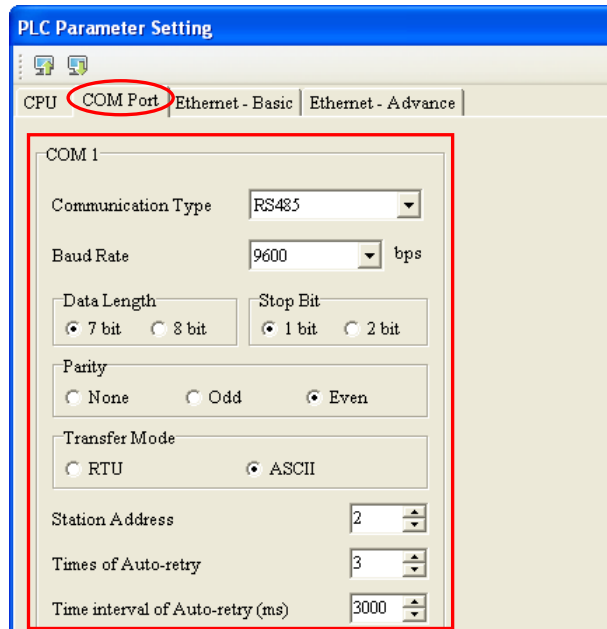 PLC Parameter Setting
CPU COM Port Ethernet - Basic Ethernet - Advance
COM 1
Communication Type RS485
Baud Rate 9600 bps
Data Length Stop Bit
7 bit 8 bit 1 bit 2 bit
Parity
None Odd Even
Transfer Mode
RTU ASCII
Station Address 2
Times of Auto-retry 3
Time interval of Auto-retry (ms) 3000